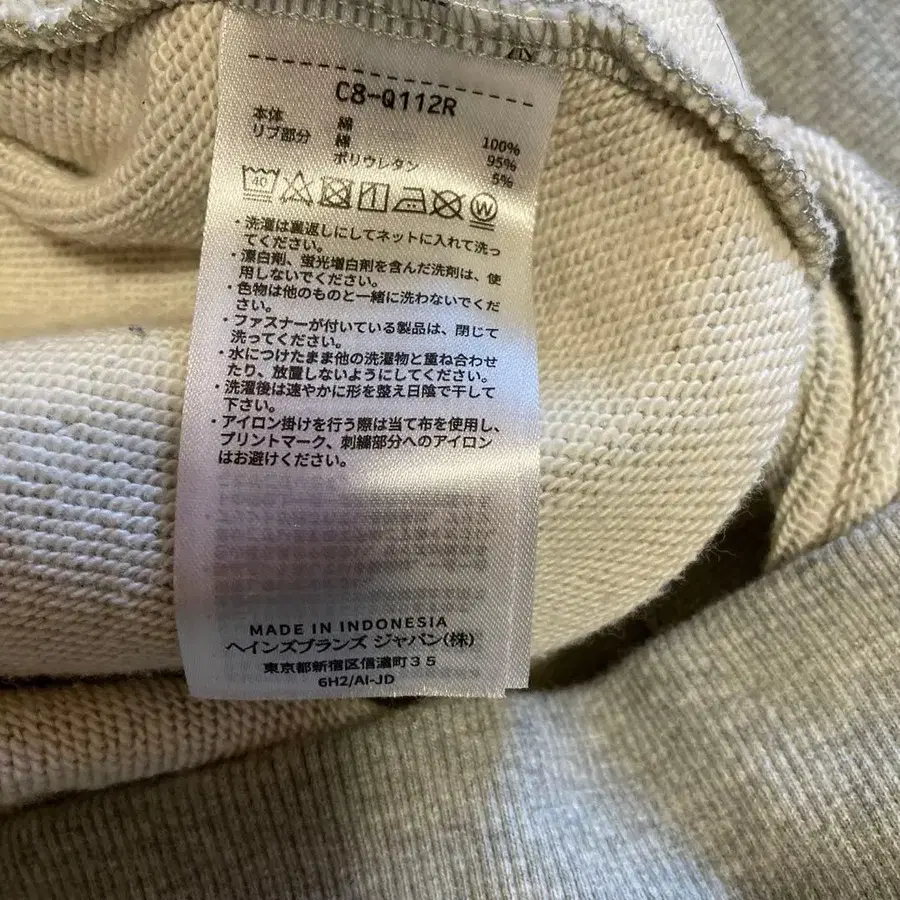 C8-Q112R
本体 綿 100%
リブ部分 綿 95%
ポリウレタン 5%
40
W
・洗濯は裏返しにしてネットに入れて洗っ
てください。
・漂白剤、蛍光増白剤を含んだ洗剤は、使
用しないでください。
・色物は他のものと一緒に洗わないでくだ
さい。
・ファスナーが付いている製品は、閉じて
洗ってください。
・水につけたまま他の洗濯物と重ね合わせ
たり、放置しないようにしてください。
・洗濯後は速やかに形を整え日陰で干して
下さい。
・アイロン掛けを行う際は当て布を使用し、
プリントマーク、刺繍部分へのアイロン
はお避けください。
MADE IN INDONESIA
ヘインズブランズ ジャパン(株)
東京都新宿区信濃町35
6H2/AI-JD